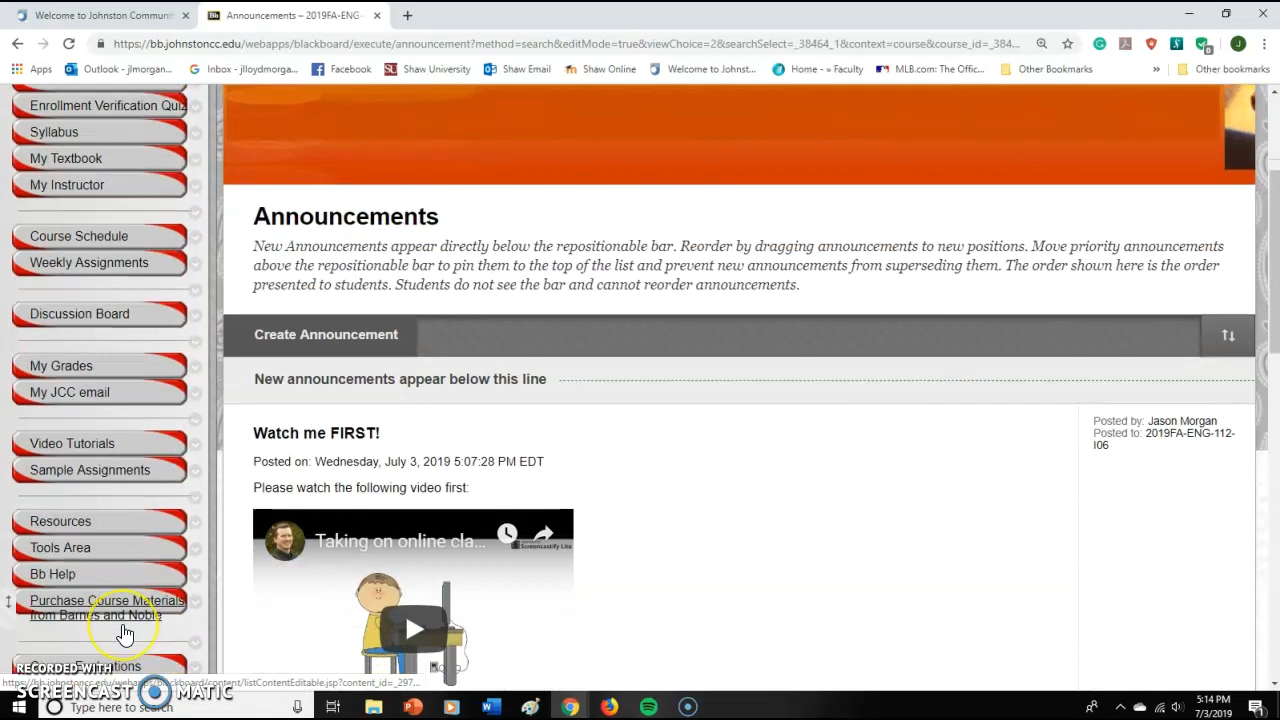 Welcome to Johnston Communi
Announcements – 2019FA-ENG-
https://bb.johnstoncc.edu/webapps/blackboard/execute/announcement?method=search&editMode=true&viewChoice=2&searchSelect=_38464_1&context=course&course_id=_384...
Apps
Outlook - jlmorgan...
Inbox - jlloydmorga...
Facebook
Shaw University
Shaw Email
Shaw Online
Welcome to Johnst...
Home - » Faculty
MLB.com: The Offic...
Other Bookmarks
»
Other bookmarks
Enrollment Verification Quiz
Syllabus
My Textbook
My Instructor
Course Schedule
Weekly Assignments
Discussion Board
My Grades
My JCC email
Video Tutorials
Sample Assignments
Resources
Tools Area
Bb Help
Purchase Course Materials
from Barnes and Noble
Announcements
New Announcements appear directly below the repositionable bar. Reorder by dragging announcements to new positions. Move priority announcements
above the repositionable bar to pin them to the top of the list and prevent new announcements from superseding them. The order shown here is the order
presented to students. Students do not see the bar and cannot reorder announcements.
Create Announcement
New announcements appear below this line
Watch me FIRST!
Posted on: Wednesday, July 3, 2019 5:07:28 PM EDT
Please watch the following video first:
Posted by: Jason Morgan
Posted to: 2019FA-ENG-112-
I06
Taking on online cla...
Screencastify Lite
RECORDED WITH
SCREENCAST MATIC
Type here to search
5:14 PM
7/3/2019